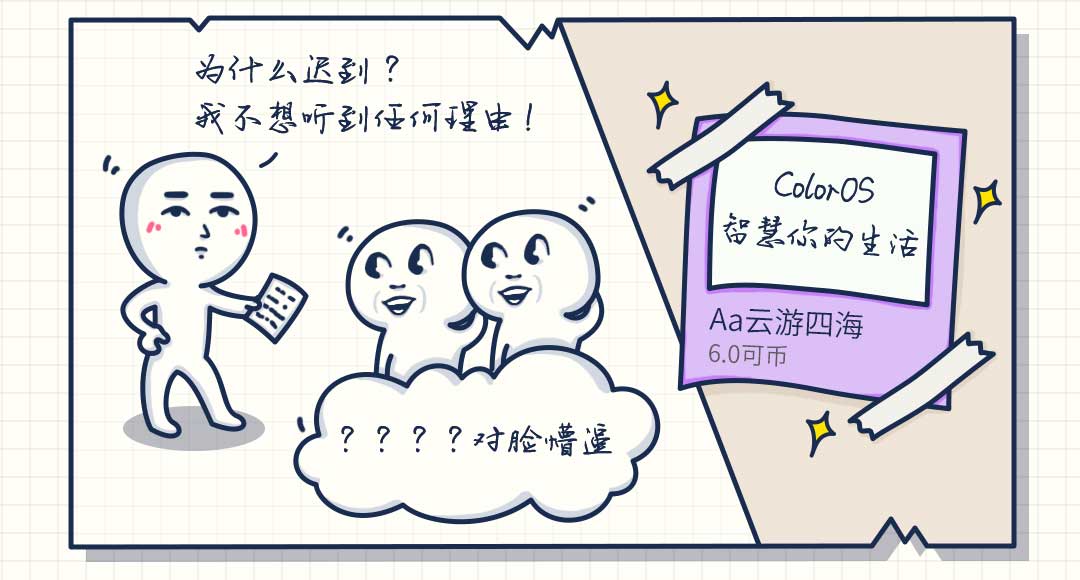 为什么迟到？
我不想听到任何理由！
？？？？对脸懵逼
ColorOS
智慧你的生活
Aa云游四海
6.0可币